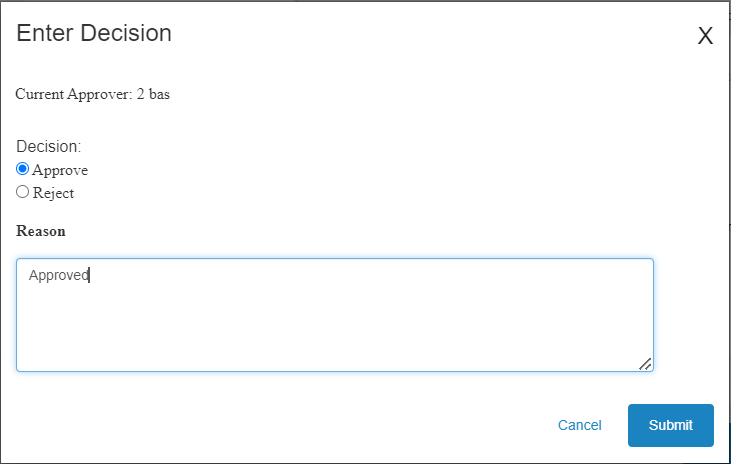 Enter Decision
X
Current Approver: 2 bas
Decision:
Approve
Reject
Reason
Approved
Cancel
Submit